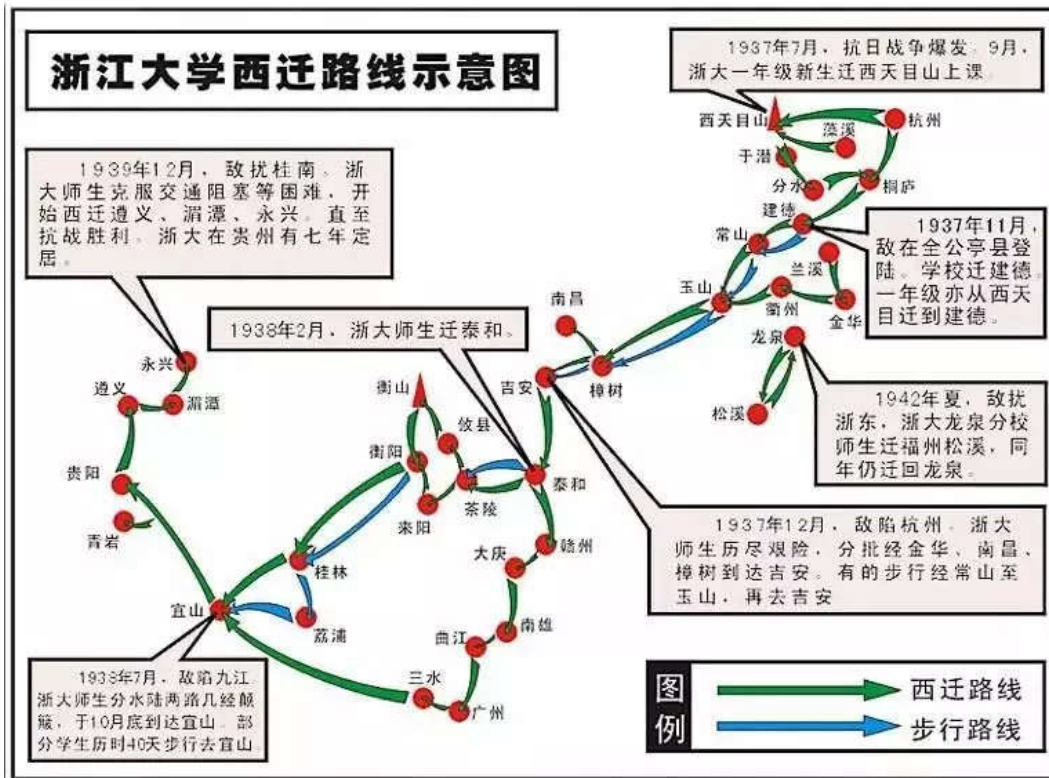 浙江大学西迁路线示意图
1937年7月，抗日战争爆发。9月，
浙大一年级新生迁西天目山上课。
西天目山
藻溪
杭州
于潜
分水
桐庐
建德
常山
1937年11月，
敌在全公亭县登
陆。学校迁建德。
一年级亦从西天
目迁到建德。
兰溪
玉山
衢州
金华
1939年12月，敌扰桂南。浙
大师生克服交通阻塞等困难，开
始西迁遵义、湄潭、永兴。直至
抗战胜利。浙大在贵州有七年定
居。
南昌
1938年2月，浙大师生迁泰和。
龙泉
永兴
遵义
湄潭
衡山
吉安
樟树
松溪
1942年夏，敌扰
浙东，浙大龙泉分校
师生迁福州松溪，同
年仍迁回龙泉。
攸县
衡阳
贵阳
泰和
茶陵
耒阳
青岩
1937年12月，敌陷杭州。浙大
师生历尽艰险，分批经金华、南昌、
樟树到达吉安。有的步行经常山至
玉山，再去吉安
大庾
赣州
桂林
宜山
荔浦
曲江
南雄
三水
广州
1938年7月，敌陷九江
浙大师生分水陆两路几经颠
簸，于10月底到达宜山。部
分学生历时40天步行去宜山
图例
西迁路线
步行路线